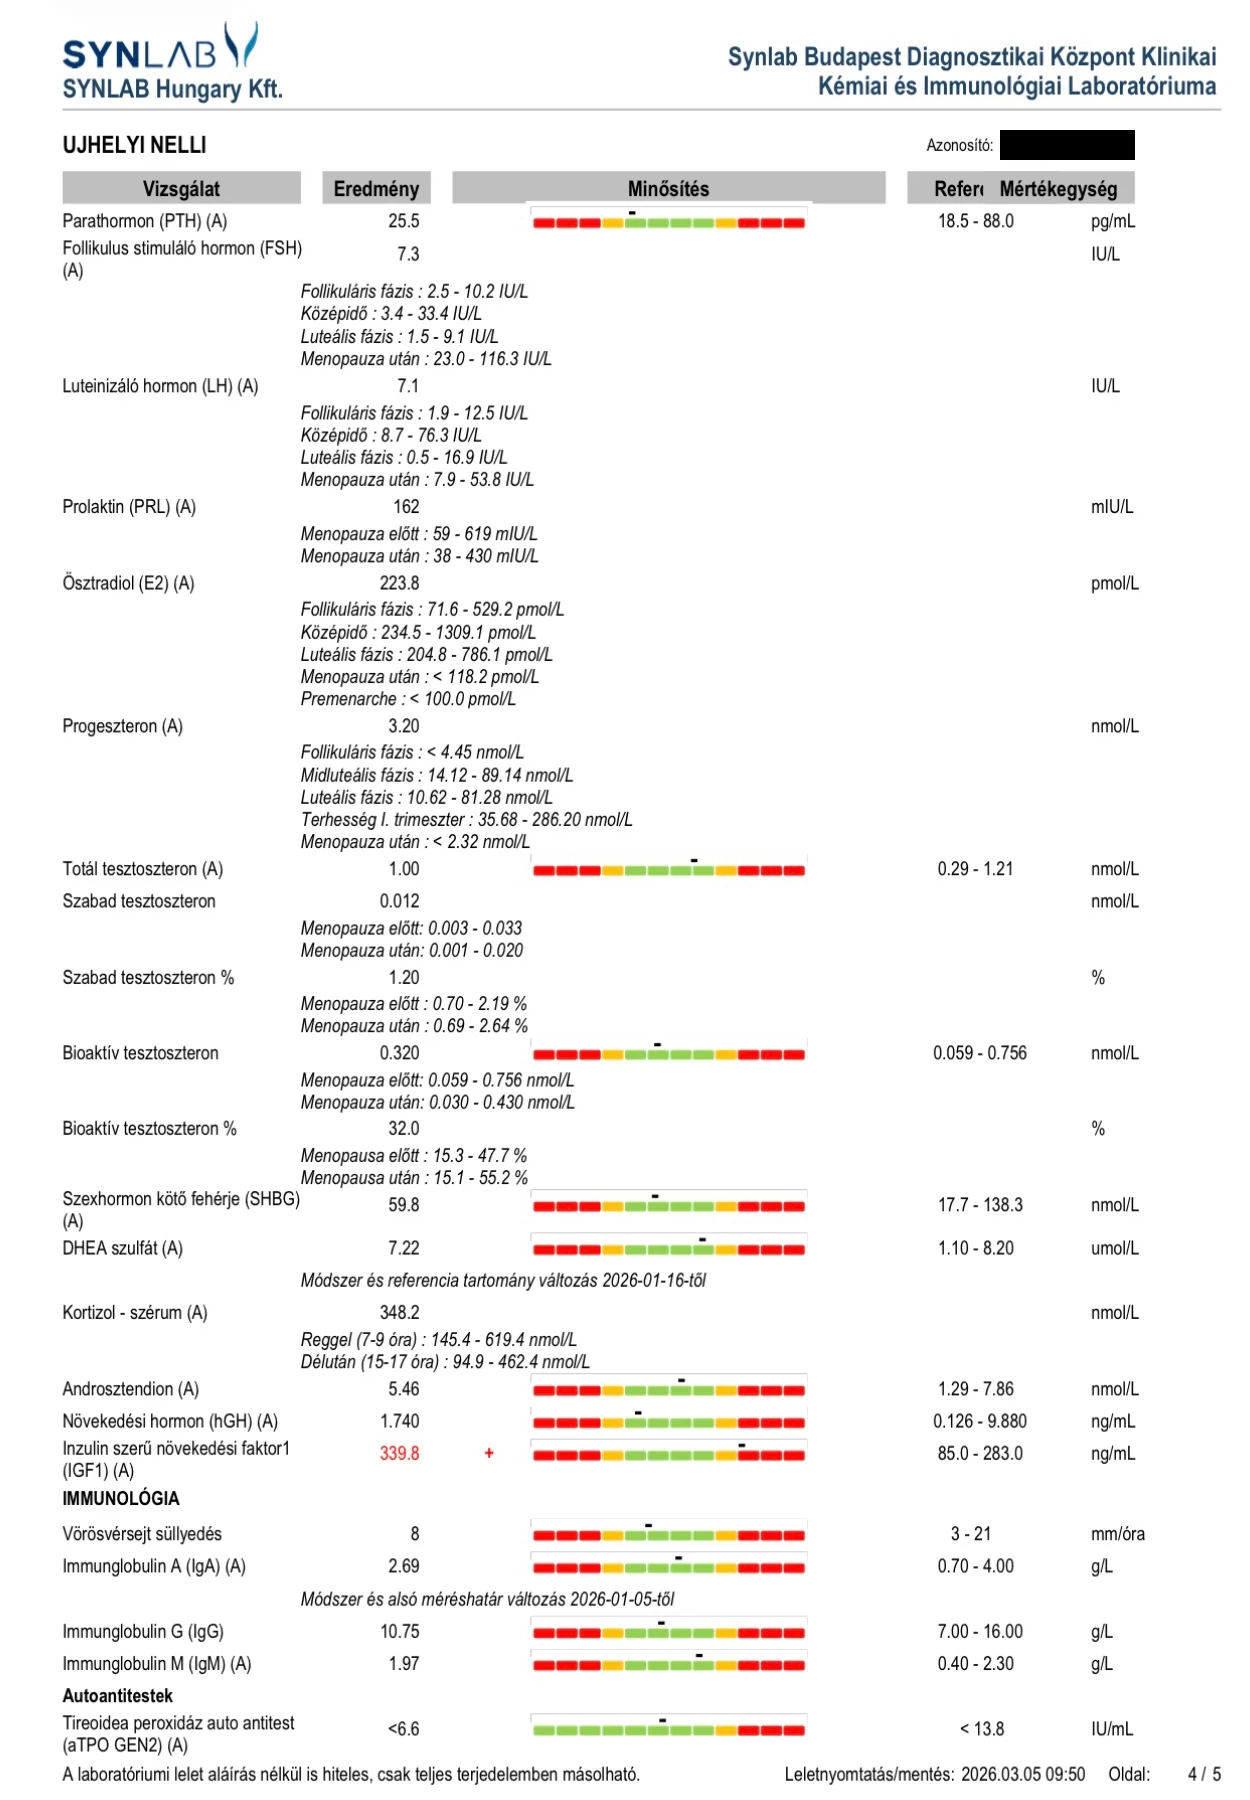 SYNLAB
SYNLAB Hungary Kft.
Synlab Budapest Diagnosztikai Központ Klinikai
Kémiai és Immunológiai Laboratóriuma
UJHELYI NELLI
Azonosító:
Vizsgálat Eredmény Minősítés Refer Mértékegység
Parathormon (PTH) (A) 25.5 18.5 - 88.0 pg/mL
Follikulus stimuláló hormon (FSH)
(A) 7.3 IU/L
Follikuláris fázis : 2.5 - 10.2 IU/L
Középidő : 3.4 - 33.4 IU/L
Luteális fázis : 1.5 - 9.1 IU/L
Menopauza után : 23.0 - 116.3 IU/L
Luteinizáló hormon (LH) (A) 7.1 IU/L
Follikuláris fázis : 1.9 - 12.5 IU/L
Középidő : 8.7 - 76.3 IU/L
Luteális fázis : 0.5 - 16.9 IU/L
Menopauza után : 7.9 - 53.8 IU/L
Prolaktin (PRL) (A) 162 mIU/L
Menopauza előtt : 59 - 619 mIU/L
Menopauza után : 38 - 430 mIU/L
Ösztradiol (E2) (A) 223.8 pmol/L
Follikuláris fázis : 71.6 - 529.2 pmol/L
Középidő : 234.5 - 1309.1 pmol/L
Luteális fázis : 204.8 - 786.1 pmol/L
Menopauza után : < 118.2 pmol/L
Premenarche : < 100.0 pmol/L
Progeszteron (A) 3.20 nmol/L
Follikuláris fázis : < 4.45 nmol/L
Midluteális fázis : 14.12 - 89.14 nmol/L
Luteális fázis : 10.62 - 81.28 nmol/L
Terhesség I. trimeszter : 35.68 - 286.20 nmol/L
Menopauza után : < 2.32 nmol/L
Totál tesztoszteron (A) 1.00 0.29 - 1.21 nmol/L
Szabad tesztoszteron 0.012 nmol/L
Menopauza előtt: 0.003 - 0.033
Menopauza után: 0.001 - 0.020
Szabad tesztoszteron % 1.20 %
Menopauza előtt : 0.70 - 2.19 %
Menopauza után : 0.69 - 2.64 %
Bioaktív tesztoszteron 0.320 0.059 - 0.756 nmol/L
Menopauza előtt: 0.059 - 0.756 nmol/L
Menopauza után: 0.030 - 0.430 nmol/L
Bioaktív tesztoszteron % 32.0 %
Menopausa előtt : 15.3 - 47.7 %
Menopausa után : 15.1 - 55.2 %
Szexhormon kötő fehérje (SHBG)
(A) 59.8 17.7 - 138.3 nmol/L
DHEA szulfát (A) 7.22 1.10 - 8.20 umol/L
Módszer és referencia tartomány változás 2026-01-16-től
Kortizol - szérum (A) 348.2 nmol/L
Reggel (7-9 óra) : 145.4 - 619.4 nmol/L
Délután (15-17 óra) : 94.9 - 462.4 nmol/L
Androsztendion (A) 5.46 1.29 - 7.86 nmol/L
Növekedési hormon (hGH) (A) 1.740 0.126 - 9.880 ng/mL
Inzulin szerű növekedési faktor1
(IGF1) (A) 339.8 + 85.0 - 283.0 ng/mL
IMMUNOLÓGIA
Vörösvérsejt süllyedés 8 3 - 21 mm/óra
Immunglobulin A (IgA) (A) 2.69 0.70 - 4.00 g/L
Módszer és alsó méréshatár változás 2026-01-05-től
Immunglobulin G (IgG) 10.75 7.00 - 16.00 g/L
Immunglobulin M (IgM) (A) 1.97 0.40 - 2.30 g/L
Autoantitestek
Tireoidea peroxidáz auto antitest
(aTPO GEN2) (A) <6.6 < 13.8 IU/mL
A laboratóriumi lelet aláírás nélkül is hiteles, csak teljes terjedelemben másolható. Leletnyomtatás/mentés: 2026.03.05 09:50 Oldal: 4 / 5